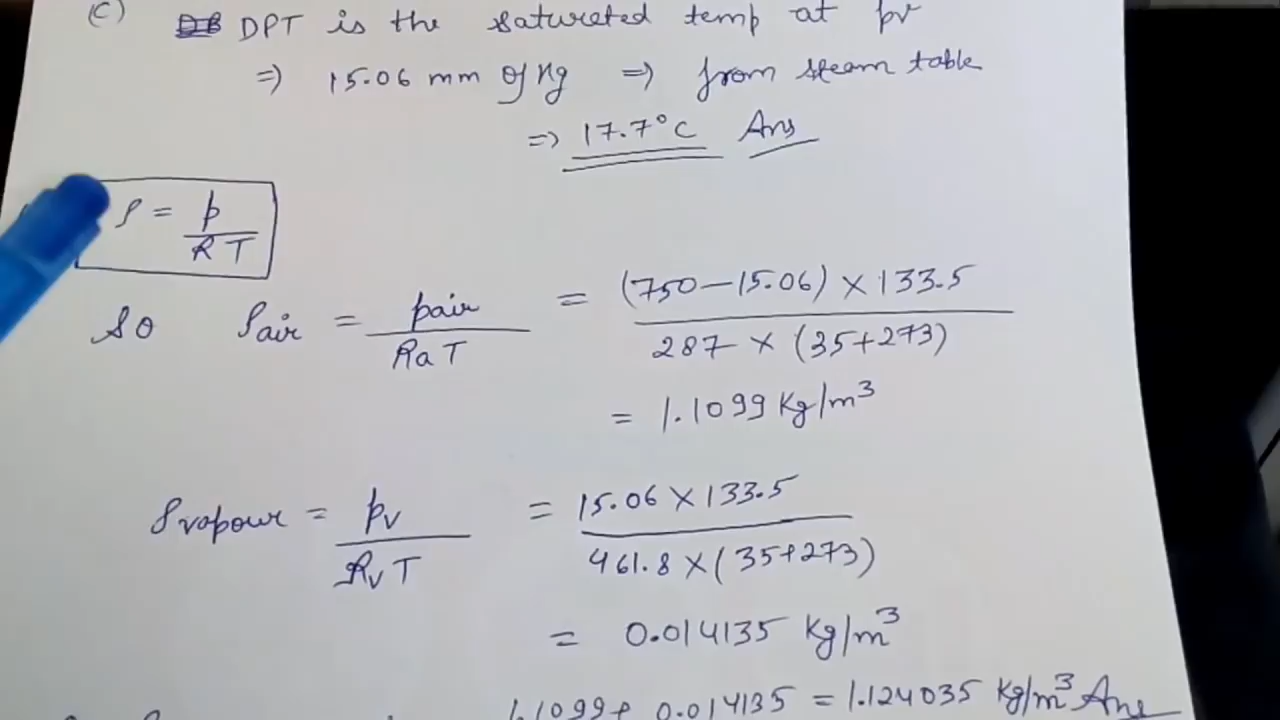 (c) DPT is the saturated temp at pv
=> 15.06 mm of Hg => from steam table
=> 17.7°C Ans
ρ = p / RT
So ρair = pair / RaT = (750-15.06) × 133.5 / 287 × (35+273)
= 1.1099 Kg/m³
ρvapour = pv / RvT = 15.06 × 133.5 / 461.8 × (35+273)
= 0.014135 Kg/m³
1.1099 + 0.014135 = 1.124035 Kg/m³ Ans